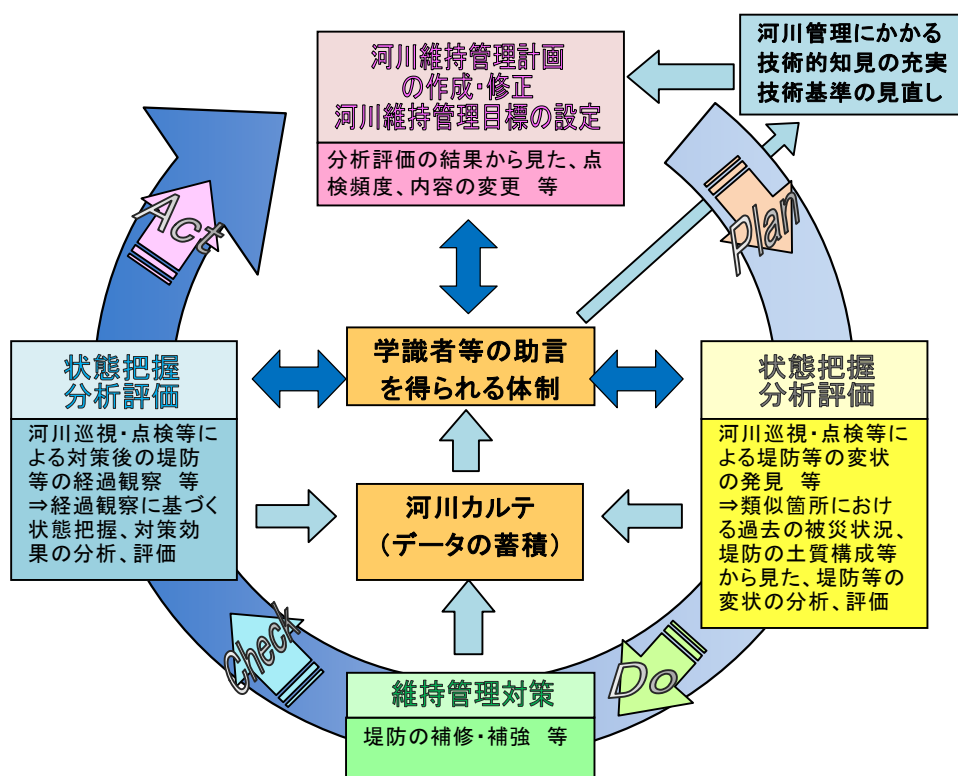 河川維持管理計画
の作成・修正
河川維持管理目標の設定
分析評価の結果から見た、点
検頻度、内容の変更 等
河川管理にかかる
技術的知見の充実
技術基準の見直し
Act
Plan
学識者等の助言
を得られる体制
状態把握
分析評価
河川巡視・点検等に
よる対策後の堤防
等の経過観察 等
⇒経過観察に基づく
状態把握、対策効
果の分析、評価
状態把握
分析評価
河川巡視・点検等に
よる堤防等の変状
の発見 等
⇒類似箇所におけ
る過去の被災状況、
堤防の土質構成等
から見た、堤防等の
変状の分析、評価
河川カルテ
(データの蓄積)
Check
Do
維持管理対策
堤防の補修・補強 等